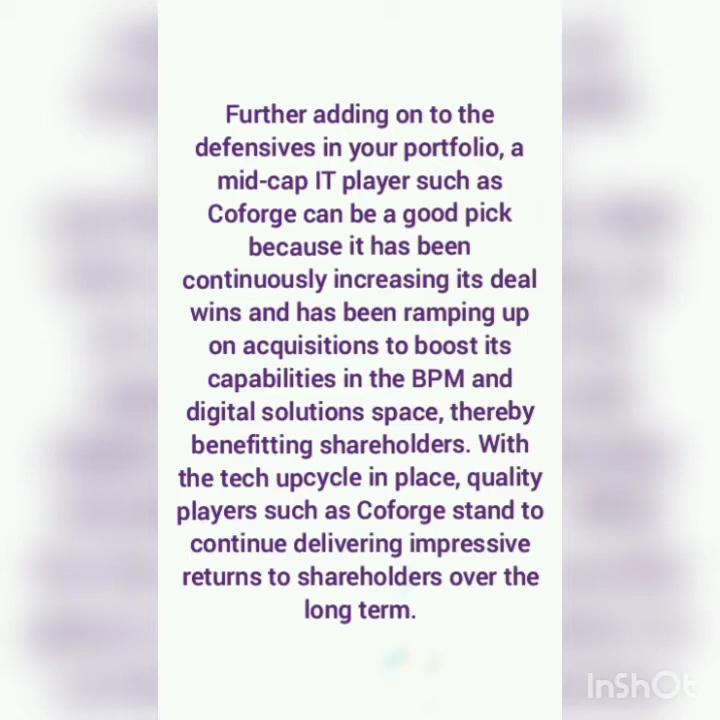 Further adding on to the
defensives in your portfolio, a
mid-cap IT player such as
Coforge can be a good pick
because it has been
continuously increasing its deal
wins and has been ramping up
on acquisitions to boost its
capabilities in the BPM and
digital solutions space, thereby
benefitting shareholders. With
the tech upcycle in place, quality
players such as Coforge stand to
continue delivering impressive
returns to shareholders over the
long term.
InShOt